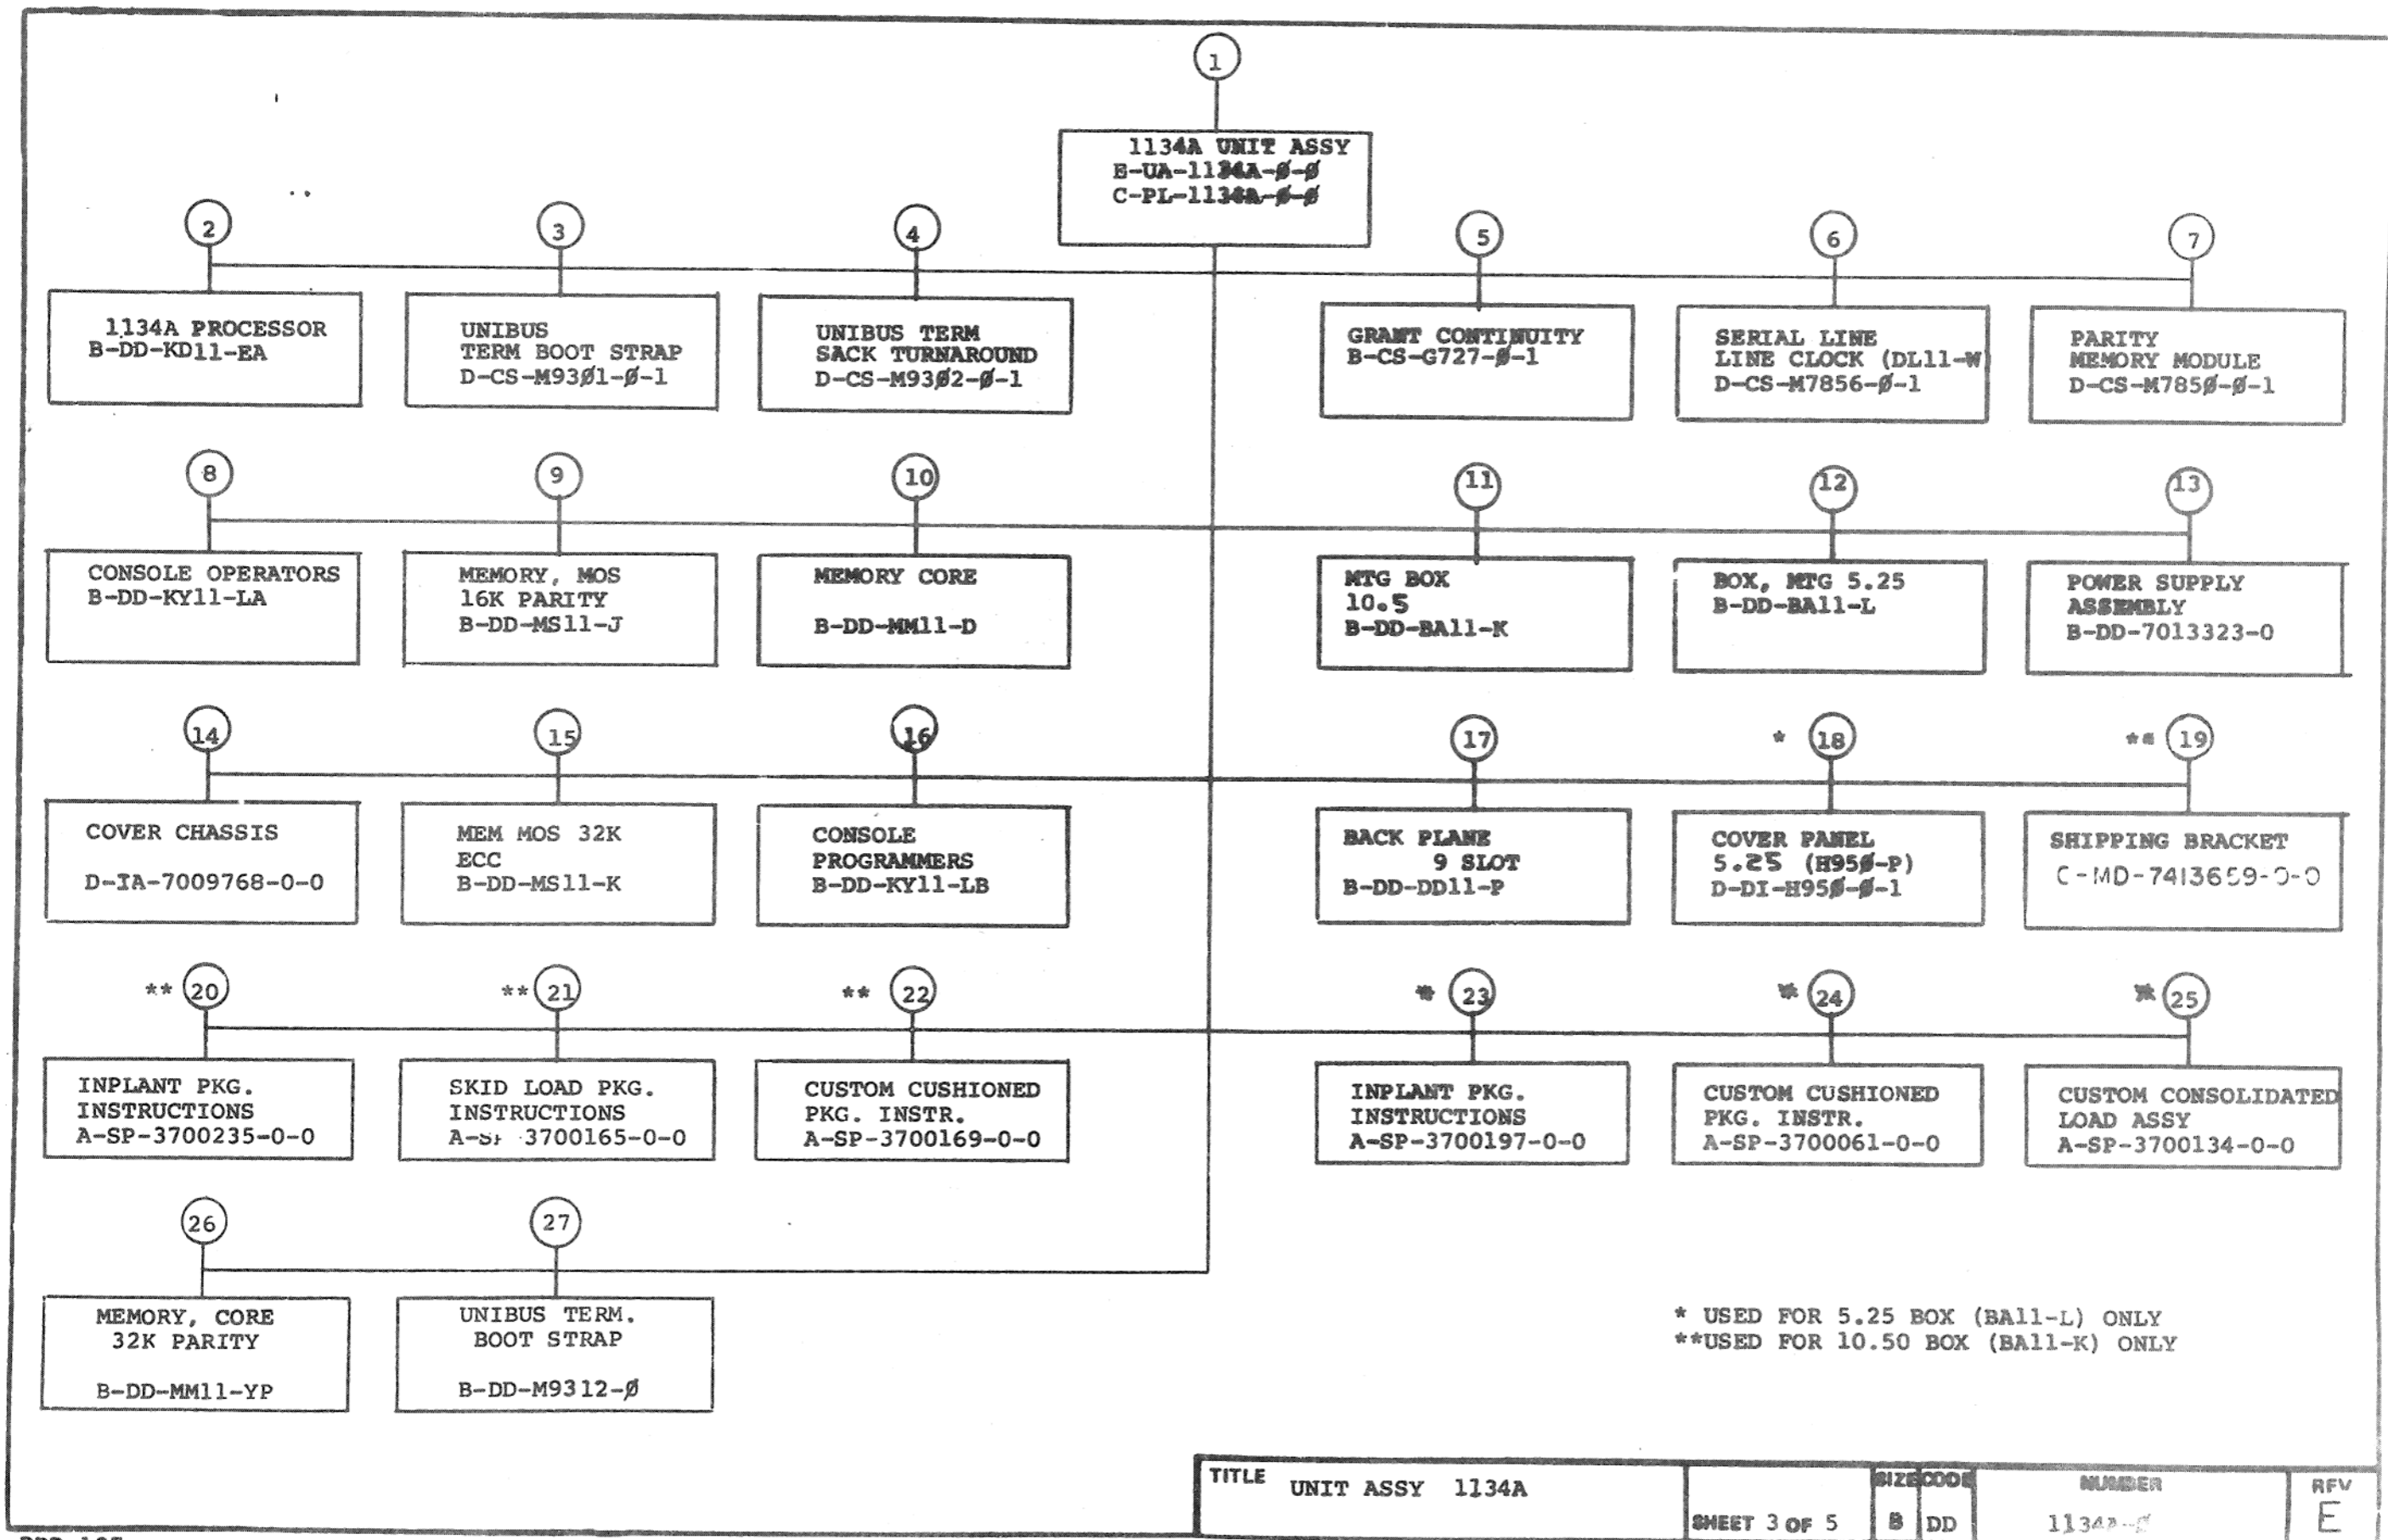 1
1134A UNIT ASSY
E-UA-1134A-Ø-Ø
C-PL-1134A-Ø-Ø
2
1134A PROCESSOR
B-DD-KD11-EA
3
UNIBUS
TERM BOOT STRAP
D-CS-M93Ø1-Ø-1
4
UNIBUS TERM
SACK TURNAROUND
D-CS-M93Ø2-Ø-1
5
GRANT CONTINUITY
B-CS-G727-Ø-1
6
SERIAL LINE
LINE CLOCK (DL11-W
D-CS-M7856-Ø-1
7
PARITY
MEMORY MODULE
D-CS-M785Ø-Ø-1
8
CONSOLE OPERATORS
B-DD-KY11-LA
9
MEMORY, MOS
16K PARITY
B-DD-MS11-J
10
MEMORY CORE
B-DD-MM11-D
11
MTG BOX
10.5
B-DD-BA11-K
12
BOX, MTG 5.25
B-DD-BA11-L
13
POWER SUPPLY
ASSEMBLY
B-DD-7013323-0
14
COVER CHASSIS
D-IA-7009768-0-0
15
MEM MOS 32K
ECC
B-DD-MS11-K
16
CONSOLE
PROGRAMMERS
B-DD-KY11-LB
17
BACK PLANE
9 SLOT
B-DD-DD11-P
* 18
COVER PANEL
5.25 (H95Ø-P)
D-DI-H95Ø-Ø-1
** 19
SHIPPING BRACKET
C-MD-7413659-0-0
** 20
INPLANT PKG.
INSTRUCTIONS
A-SP-3700235-0-0
** 21
SKID LOAD PKG.
INSTRUCTIONS
A-SP-3700165-0-0
** 22
CUSTOM CUSHIONED
PKG. INSTR.
A-SP-3700169-0-0
* 23
INPLANT PKG.
INSTRUCTIONS
A-SP-3700197-0-0
* 24
CUSTOM CUSHIONED
PKG. INSTR.
A-SP-3700061-0-0
* 25
CUSTOM CONSOLIDATED
LOAD ASSY
A-SP-3700134-0-0
26
MEMORY, CORE
32K PARITY
B-DD-MM11-YP
27
UNIBUS TERM.
BOOT STRAP
B-DD-M9312-Ø
* USED FOR 5.25 BOX (BA11-L) ONLY
**USED FOR 10.50 BOX (BA11-K) ONLY
TITLE UNIT ASSY 1134A
SHEET 3 OF 5
SIZE B
CODE DD
NUMBER 1134A-Ø
REV E